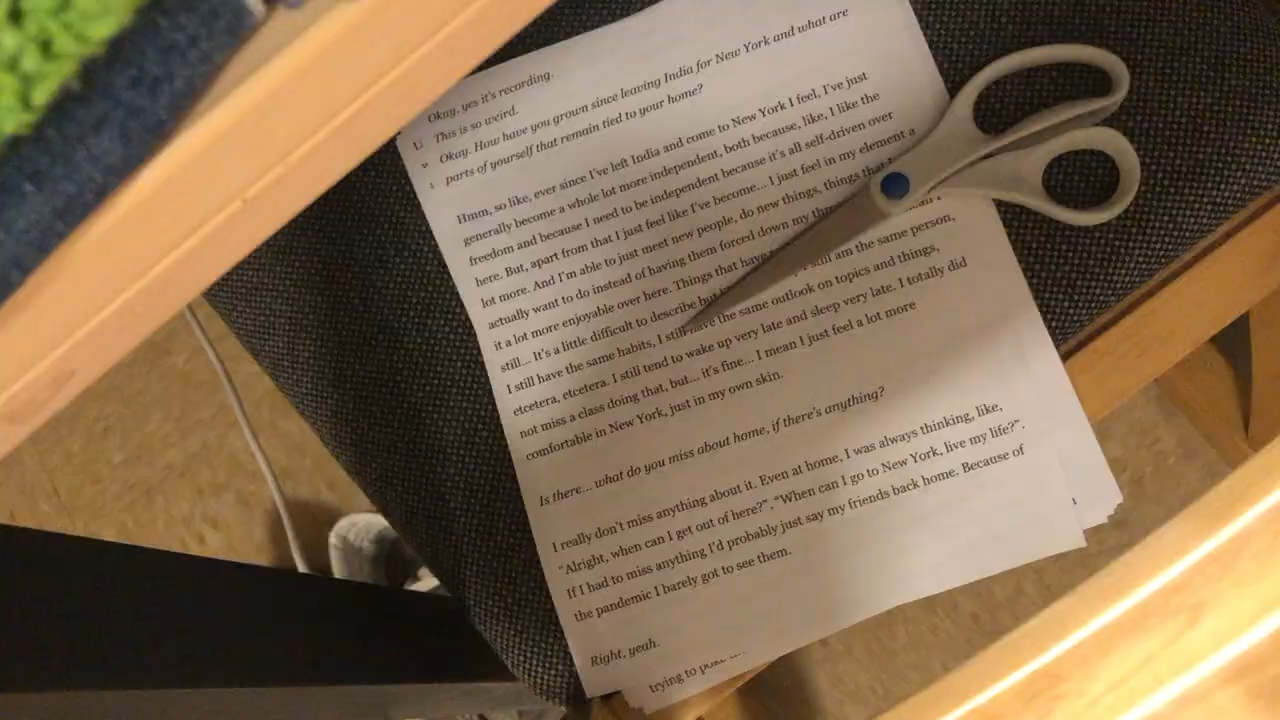 Okay, yes it's recording.
This is so weird.
Okay. How have you grown since leaving India for New York and what are
parts of yourself that remain tied to your home?
Hmm, so like, ever since I've left India and come to New York I feel, I've just
generally become a whole lot more independent, both because, like, I like the
freedom and because I need to be independent because it's all self-driven over
here. But, apart from that I just feel like I've become... I just feel in my element a
lot more. And I'm able to just meet new people, do new things, things that I
actually want to do instead of having them forced down my
it a lot more enjoyable over here. Things that have
still... It's a little difficult to describe but I still am the same person,
I still have the same habits, I still have the same outlook on topics and things,
etcetera, etcetera. I still tend to wake up very late and sleep very late. I totally did
not miss a class doing that, but... it's fine... I mean I just feel a lot more
comfortable in New York, just in my own skin.
Is there... what do you miss about home, if there's anything?
I really don't miss anything about it. Even at home, I was always thinking, like,
“Alright, when can I get out of here?”, “When can I go to New York, live my life?”.
If I had to miss anything I'd probably just say my friends back home. Because of
the pandemic I barely got to see them.
Right, yeah.
trying to